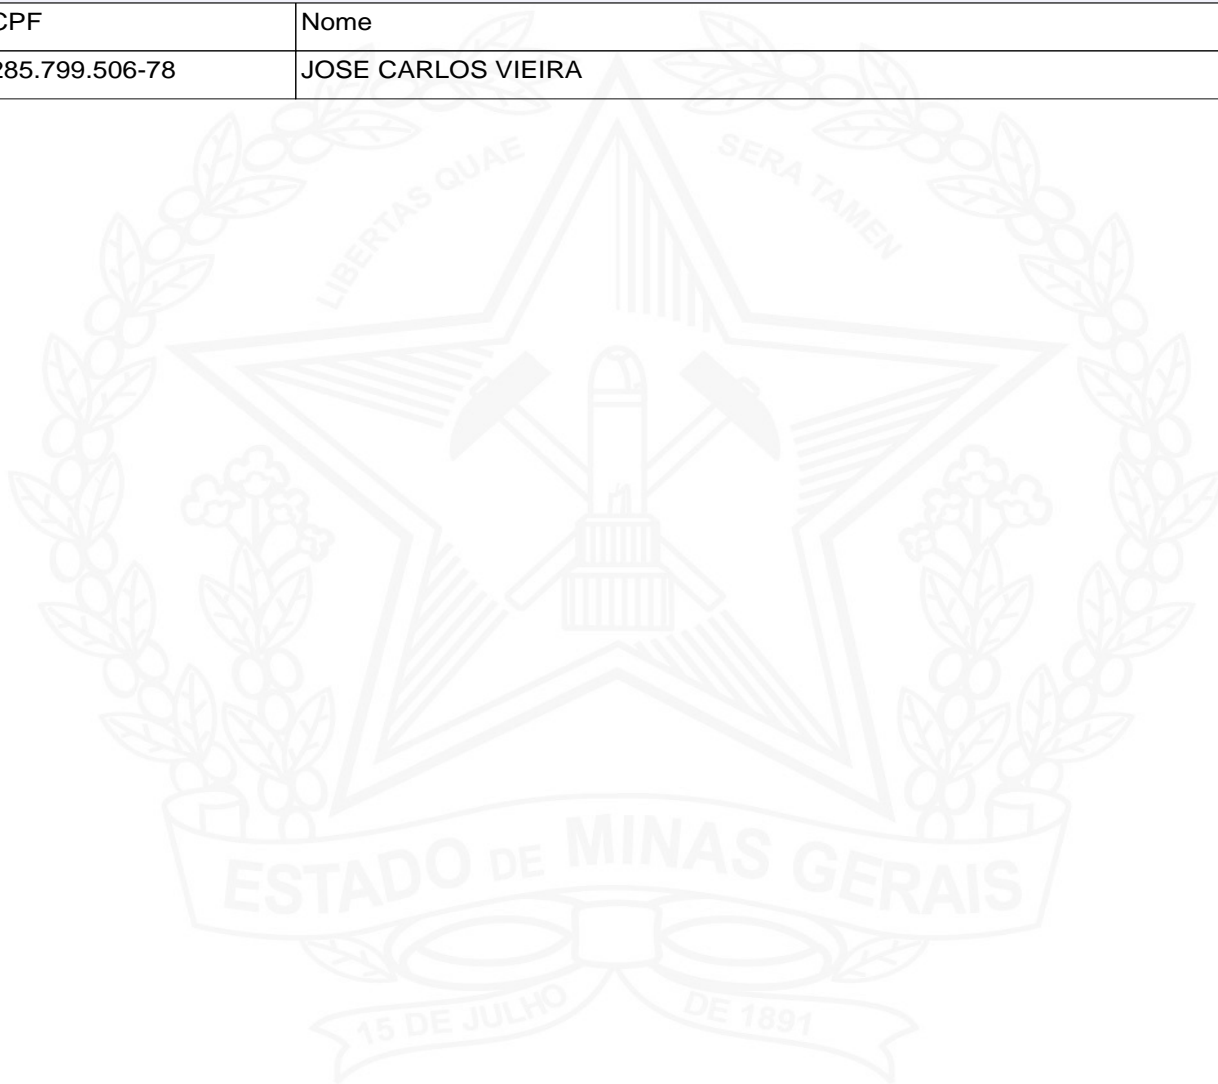 CPF Nome
285.799.506-78 JOSE CARLOS VIEIRA
LIBERTAS QUAE SERA TAMEN
ESTADO DE MINAS GERAIS
15 DE JULHO DE 1891